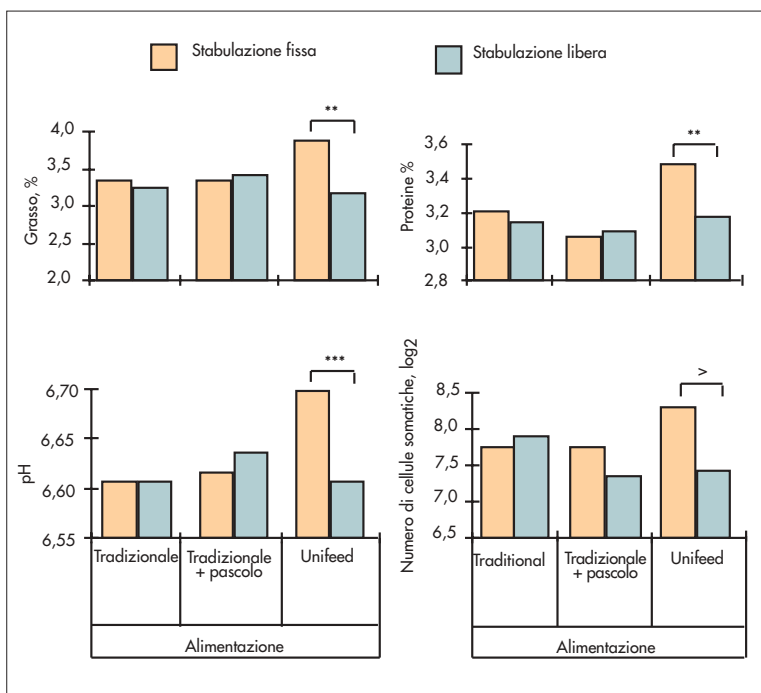 Stabulazione fissa
Stabulazione libera
Grasso, %
4,0
3,5
3,0
2,5
2,0
**
Proteine %
3,6
3,4
3,2
3,0
2,8
**
pH
6,70
6,65
6,60
6,55
***
Tradizionale
Tradizionale
+ pascolo
Unifeed
Alimentazione
Numero di cellule somatiche, log2
8,5
8,0
7,5
7,0
6,5
>
Traditional
Tradizionale
+ pascolo
Unifeed
Alimentazione